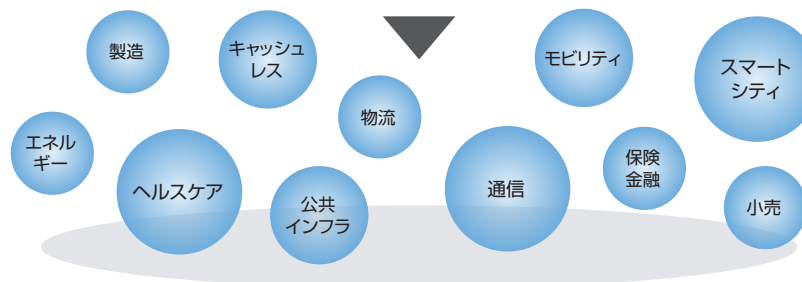 製造
キャッシュ
レス
モビリティ
スマート
シティ
物流
エネル
ギー
ヘルスケア
公共
インフラ
通信
保険
金融
小売